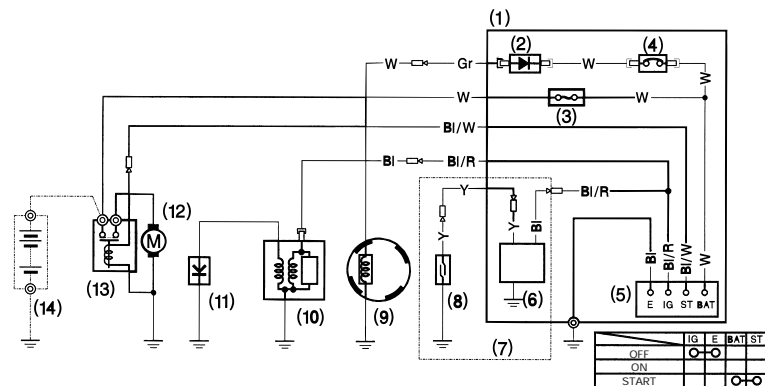 (1)
(2)
(4)
W Gr W W
W (3) W
Bl/W
Bl Bl/R
Y Bl/R
Bl
Y Y
(12)
M
Bl Bl/R Bl/W W
(13)
(14)
(11)
(10)
(9)
(8)
(6)
(5)
E IG ST BAT
(7)
IG E BAT ST
OFF
ON
START